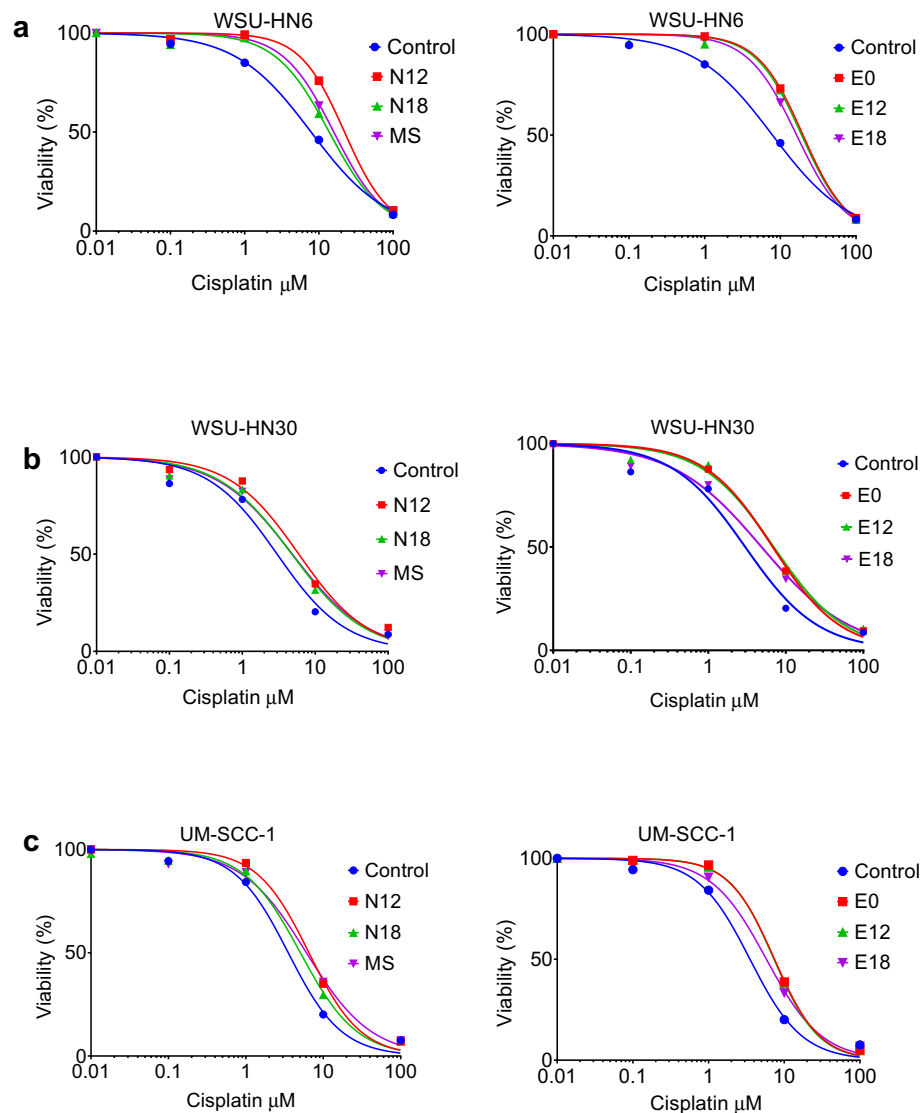 a
WSU-HN6
Viability (%)
100
50
0
0.01 0.1 1 10 100
Cisplatin μM
Control
N12
N18
MS
WSU-HN6
Viability (%)
100
50
0
0.01 0.1 1 10 100
Cisplatin μM
Control
E0
E12
E18
b
WSU-HN30
Viability (%)
100
50
0
0.01 0.1 1 10 100
Cisplatin μM
Control
N12
N18
MS
WSU-HN30
Viability (%)
100
50
0
0.01 0.1 1 10 100
Cisplatin μM
Control
E0
E12
E18
c
UM-SCC-1
Viability (%)
100
50
0
0.01 0.1 1 10 100
Cisplatin μM
Control
N12
N18
MS
UM-SCC-1
Viability (%)
100
50
0
0.01 0.1 1 10 100
Cisplatin μM
Control
E0
E12
E18